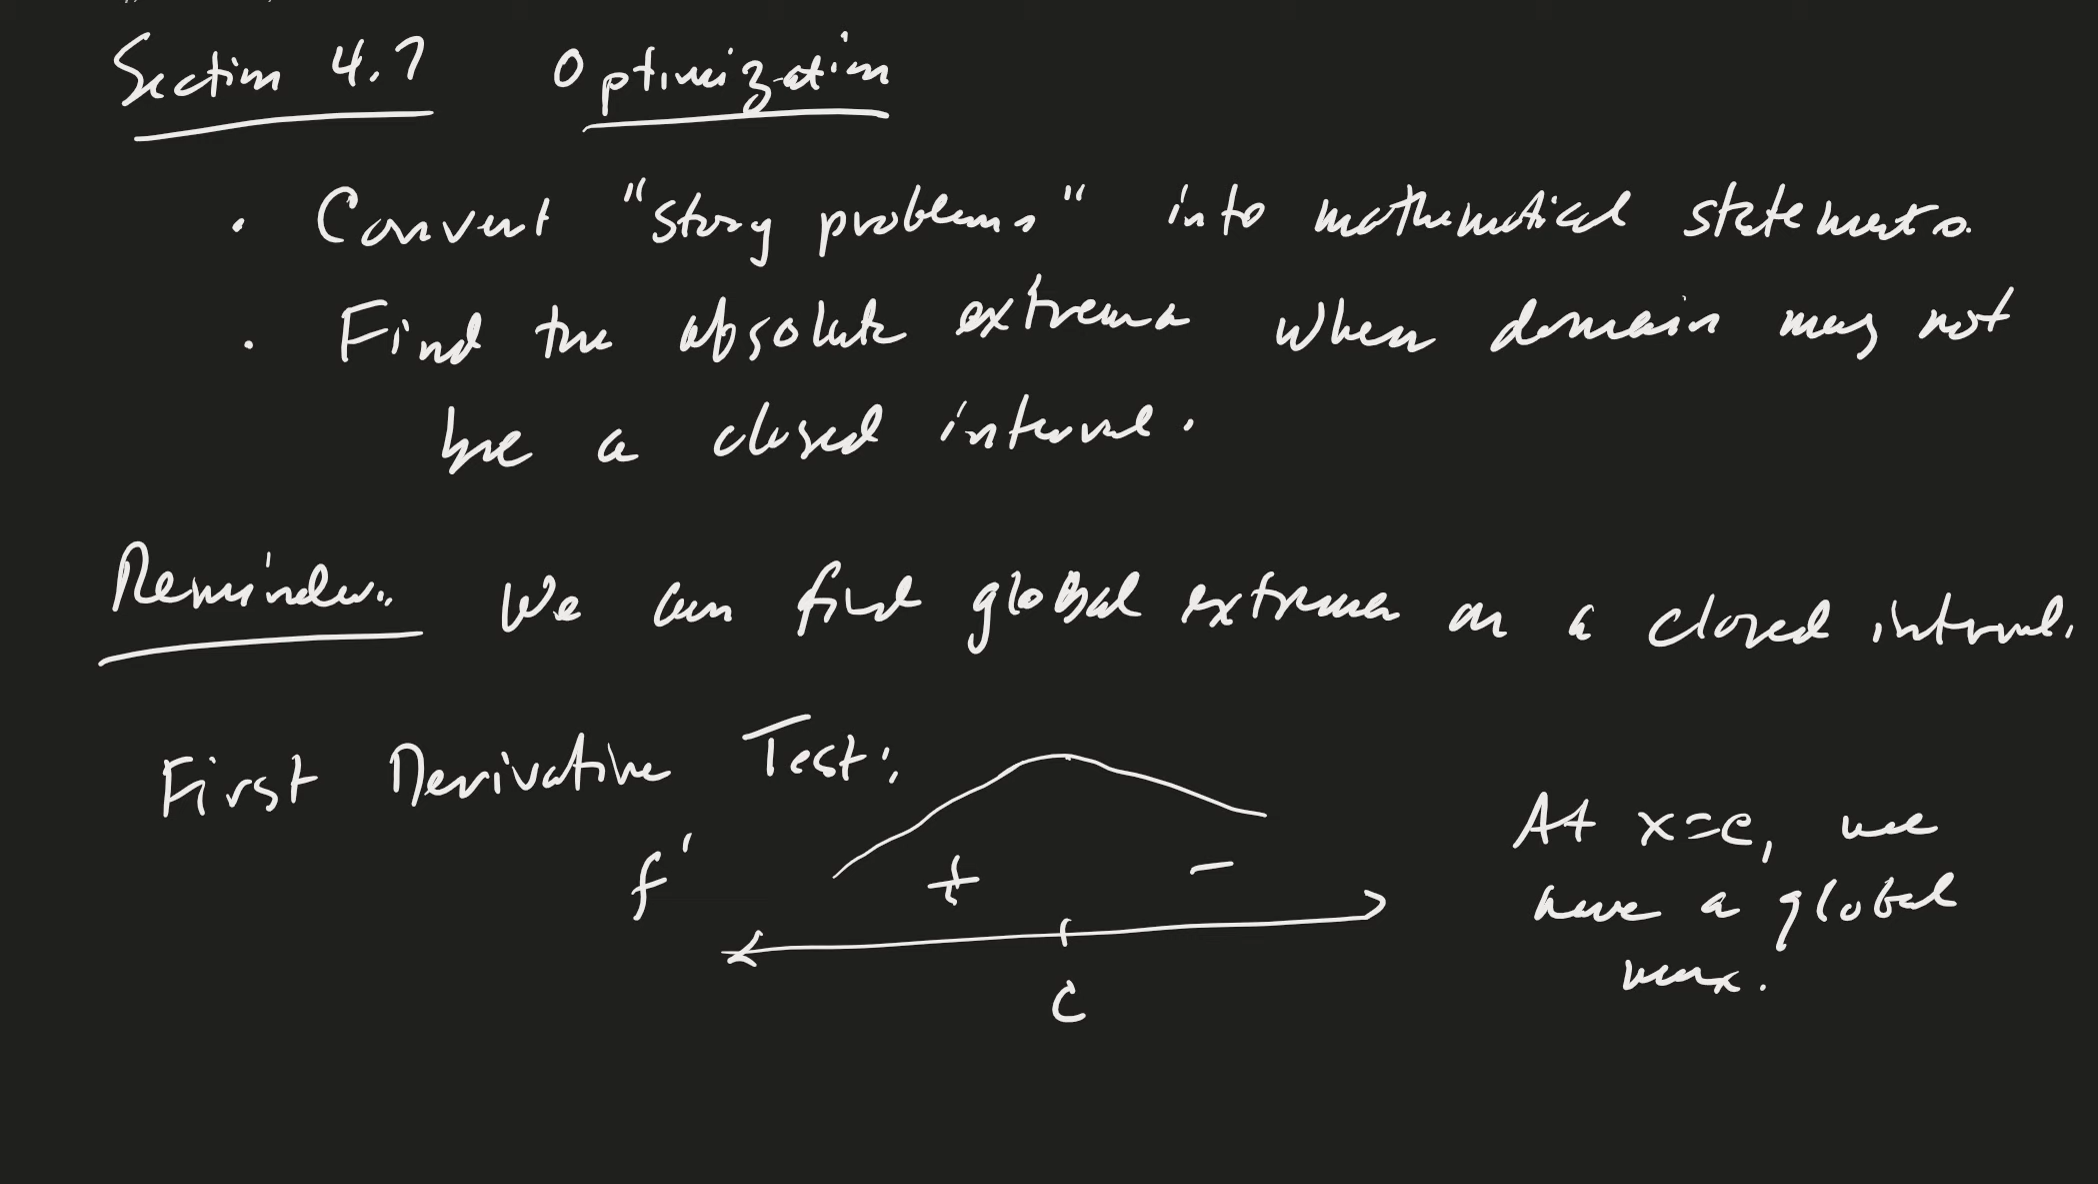 Section 4.7 Optimization
· Convert "story problems" into mathematical statements.
· Find the absolute extrema when domain may not
be a closed interval.
Reminder: We can find global extrema on a closed interval.
First Derivative Test:
f' + -
c
At x=c, we
have a global
max.